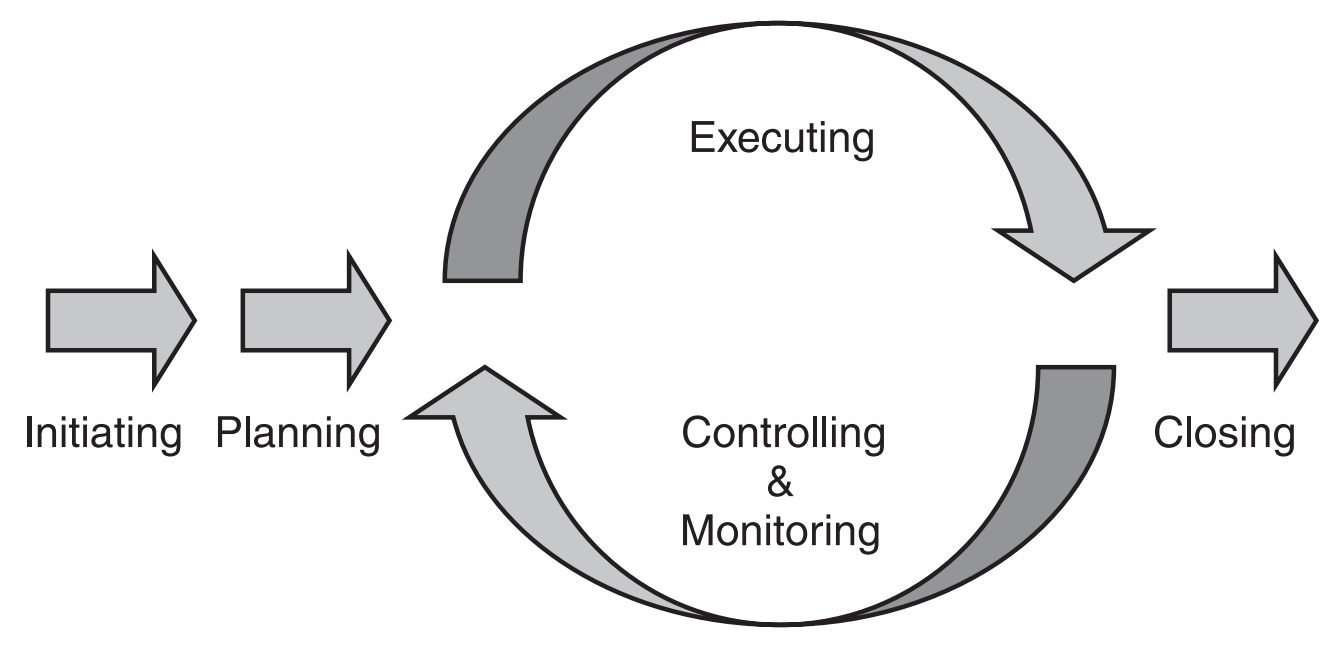 Executing
Initiating
Planning
Controlling
&
Monitoring
Closing